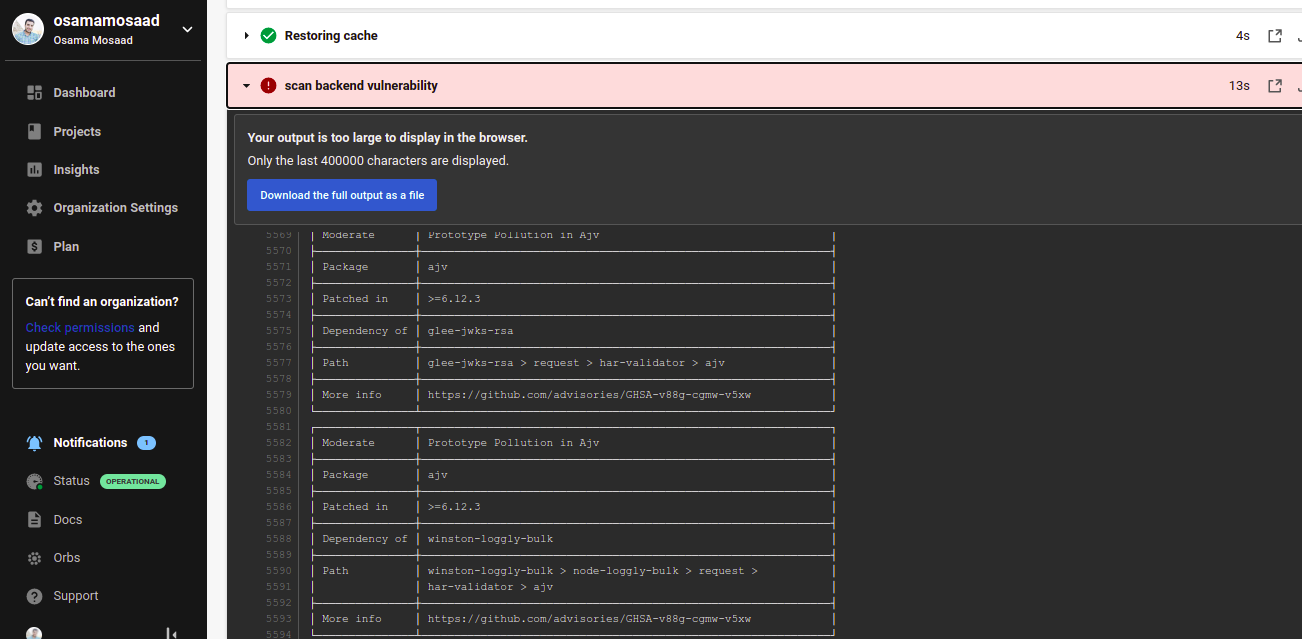 osamamosaad
Osama Mosaad
Dashboard
Projects
Insights
Organization Settings
Plan
Can't find an organization?
Check permissions and
update access to the ones
you want.
Notifications 1
Status OPERATIONAL
Docs
Orbs
Support
Restoring cache 4s
scan backend vulnerability 13s
Your output is too large to display in the browser.
Only the last 400000 characters are displayed.
Download the full output as a file
5569 Moderate Prototype Pollution in Ajv
5570
5571 Package ajv
5572
5573 Patched in >=6.12.3
5574
5575 Dependency of glee-jwks-rsa
5576
5577 Path glee-jwks-rsa > request > har-validator > ajv
5578
5579 More info https://github.com/advisories/GHSA-v88g-cgmw-v5xw
5580
5581
5582 Moderate Prototype Pollution in Ajv
5583
5584 Package ajv
5585
5586 Patched in >=6.12.3
5587
5588 Dependency of winston-loggly-bulk
5589
5590 Path winston-loggly-bulk > node-loggly-bulk > request >
5591 har-validator > ajv
5592
5593 More info https://github.com/advisories/GHSA-v88g-cgmw-v5xw
5594